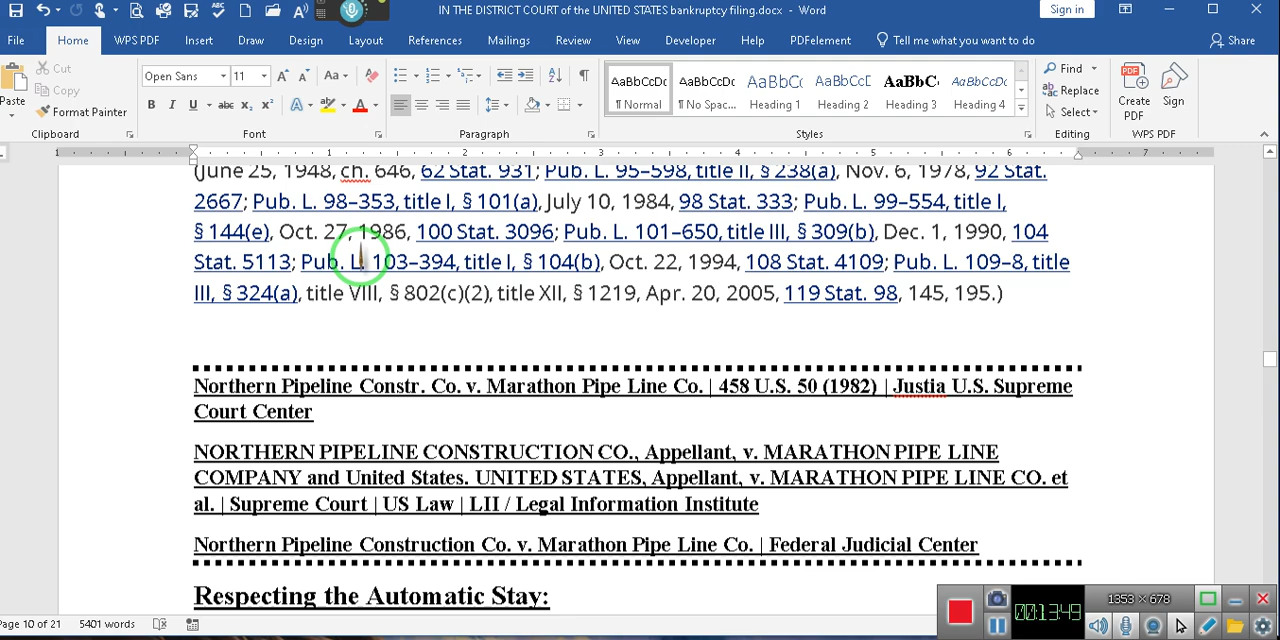 IN THE DISTRICT COURT of the UNITED STATES bankruptcy filing.docx - Word
Sign in
File Home WPS PDF Insert Draw Design Layout References Mailings Review View Developer Help PDFelement Tell me what you want to do Share
Paste
Cut
Copy
Format Painter
Clipboard
Open Sans 11
Font
Paragraph
AaBbCcDc AaBbCcDc AaBbC( AaBbCcD AaBbC AaBbCcD
¶ Normal ¶ No Spac... Heading 1 Heading 2 Heading 3 Heading 4
Styles
Find
Replace
Select
Editing
Create PDF
Sign
WPS PDF
1 1 2 3 4 5 6 7
(June 25, 1948, ch. 646, 62 Stat. 931; Pub. L. 95–598, title II, § 238(a), Nov. 6, 1978, 92 Stat.
2667; Pub. L. 98–353, title I, § 101(a), July 10, 1984, 98 Stat. 333; Pub. L. 99–554, title I,
§ 144(e), Oct. 27, 1986, 100 Stat. 3096; Pub. L. 101–650, title III, § 309(b), Dec. 1, 1990, 104
Stat. 5113; Pub. L. 103–394, title I, § 104(b), Oct. 22, 1994, 108 Stat. 4109; Pub. L. 109–8, title
III, § 324(a), title VIII, § 802(c)(2), title XII, § 1219, Apr. 20, 2005, 119 Stat. 98, 145, 195.)
Northern Pipeline Constr. Co. v. Marathon Pipe Line Co. | 458 U.S. 50 (1982) | Justia U.S. Supreme
Court Center
NORTHERN PIPELINE CONSTRUCTION CO., Appellant, v. MARATHON PIPE LINE
COMPANY and United States. UNITED STATES, Appellant, v. MARATHON PIPE LINE CO. et
al. | Supreme Court | US Law | LII / Legal Information Institute
Northern Pipeline Construction Co. v. Marathon Pipe Line Co. | Federal Judicial Center
Respecting the Automatic Stay:
Page 10 of 21 5401 words
00:13:49
1353 × 678